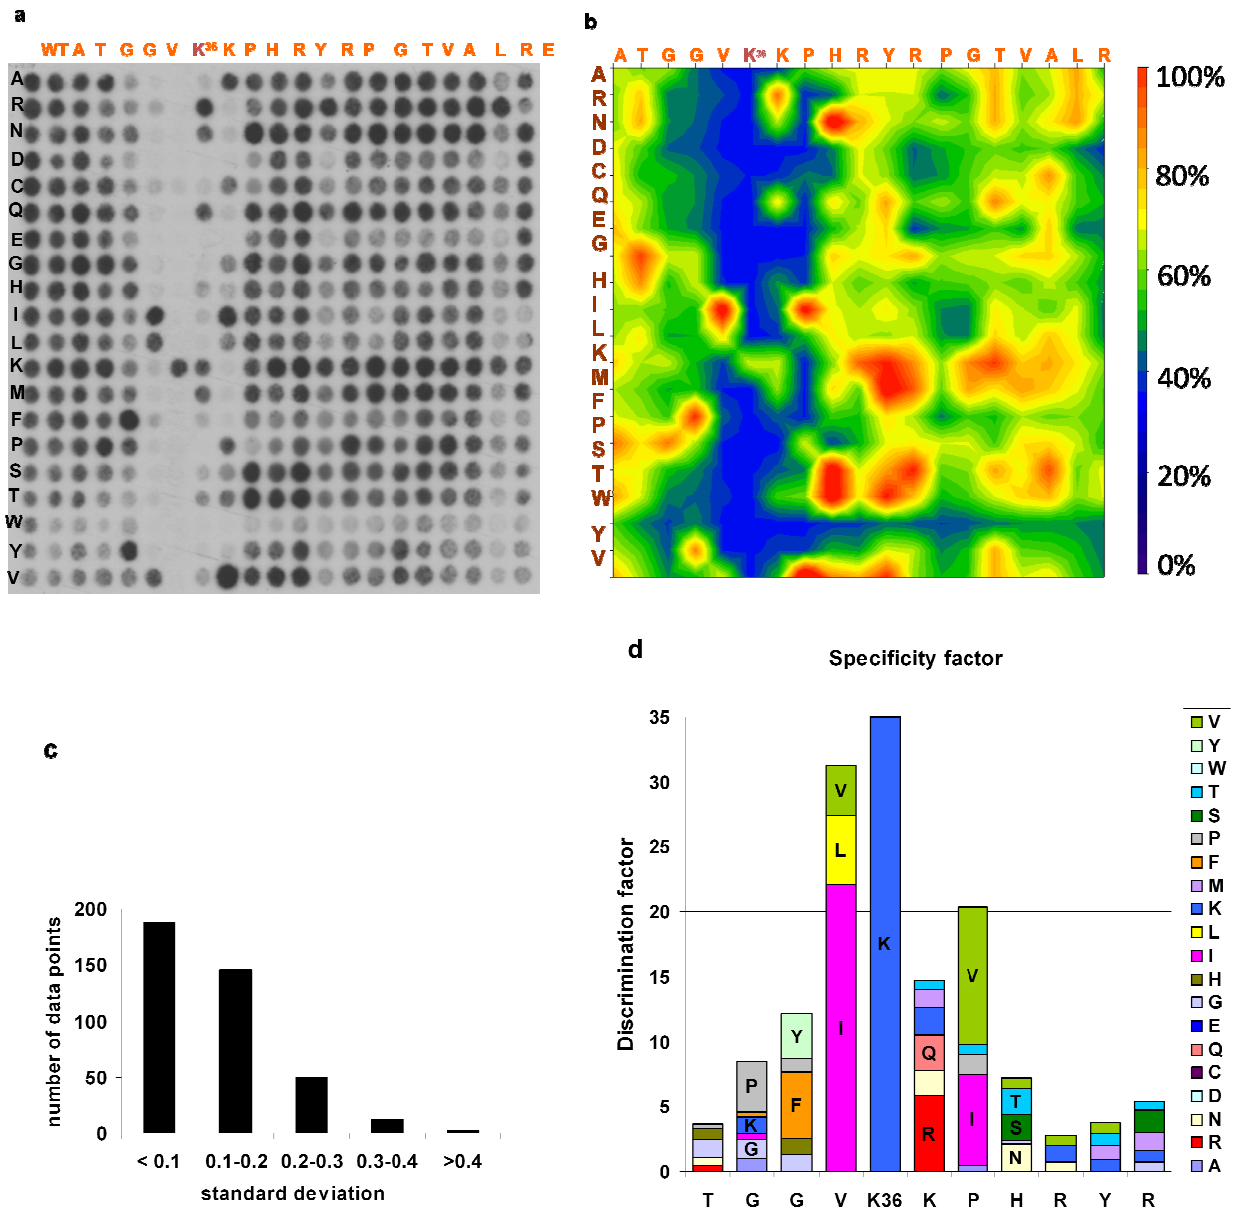 a
WT A T G G V K36 K P H R Y R P G T V A L R E
A
R
N
D
C
Q
E
G
H
I
L
K
M
F
P
S
T
W
Y
V
b
A T G G V K36 K P H R Y R P G T V A L R
A
R
N
D
C
Q
E
G
H
I
L
K
M
F
P
S
T
W
Y
V
100%
80%
60%
40%
20%
0%
c
number of data points
200
150
100
50
0
< 0.1 0.1-0.2 0.2-0.3 0.3-0.4 >0.4
standard deviation
d
Specificity factor
Discrimination factor
35
30
25
20
15
10
5
0
P
K
G
Y
F
V
L
I
K
Q
R
V
I
T
S
N
T G G V K36 K P H R Y R
V
Y
W
T
S
P
F
M
K
L
I
H
G
E
Q
C
D
N
R
A